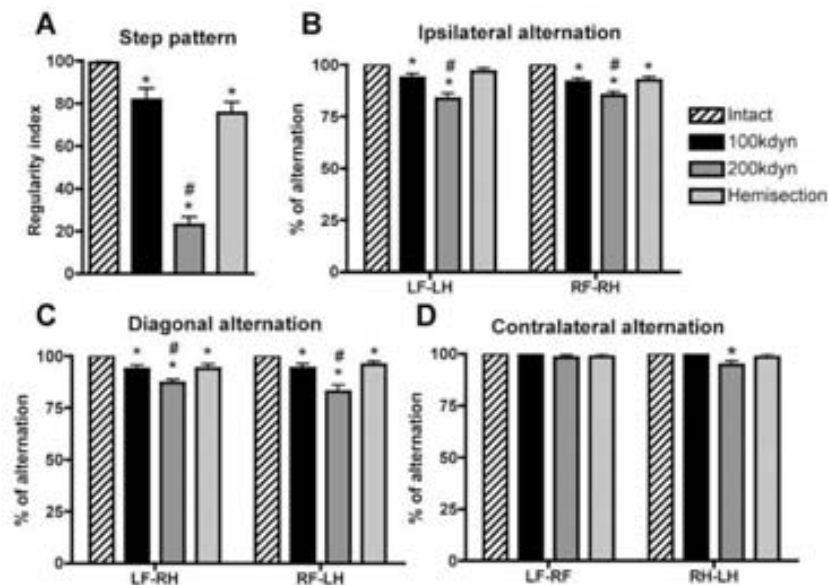 A
Step pattern
Regularity index
100
80
60
40
20
0
*
#
*
*
B
Ipsilateral alternation
% of alternation
100
75
50
25
0
*
#
*
*
#
*
*
LF-LH
RF-RH
Intact
100kdyn
200kdyn
Hemisection
C
Diagonal alternation
% of alternation
100
75
50
25
0
*
#
*
*
*
#
*
*
LF-RH
RF-LH
D
Contralateral alternation
% of alternation
100
75
50
25
0
*
LF-RF
RH-LH